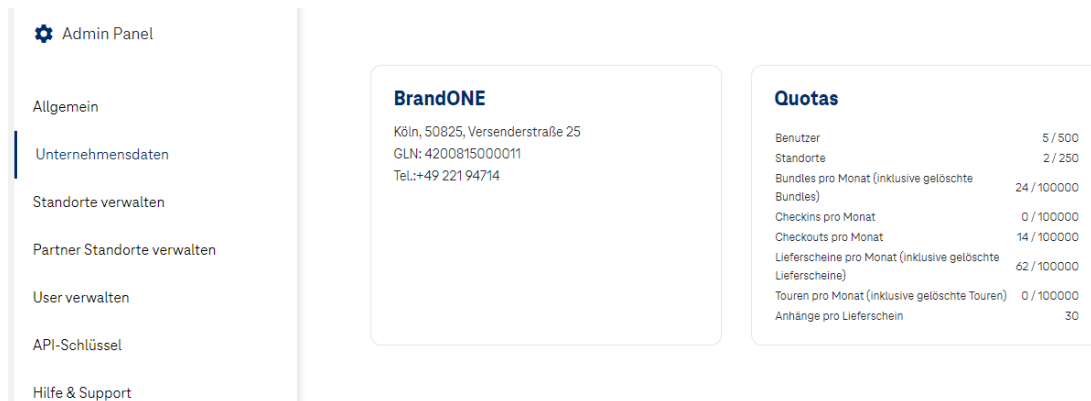 Admin Panel
Allgemein
Unternehmensdaten
Standorte verwalten
Partner Standorte verwalten
User verwalten
API-Schlüssel
Hilfe & Support
BrandONE
Köln, 50825, Versenderstraße 25
GLN: 4200815000011
Tel.:+49 221 94714
Quotas
Benutzer 5 / 500
Standorte 2 / 250
Bundles pro Monat (inklusive gelöschte
Bundles) 24 / 100000
Checkins pro Monat 0 / 100000
Checkouts pro Monat 14 / 100000
Lieferscheine pro Monat (inklusive gelöschte
Lieferscheine) 62 / 100000
Touren pro Monat (inklusive gelöschte Touren) 0 / 100000
Anhänge pro Lieferschein 30